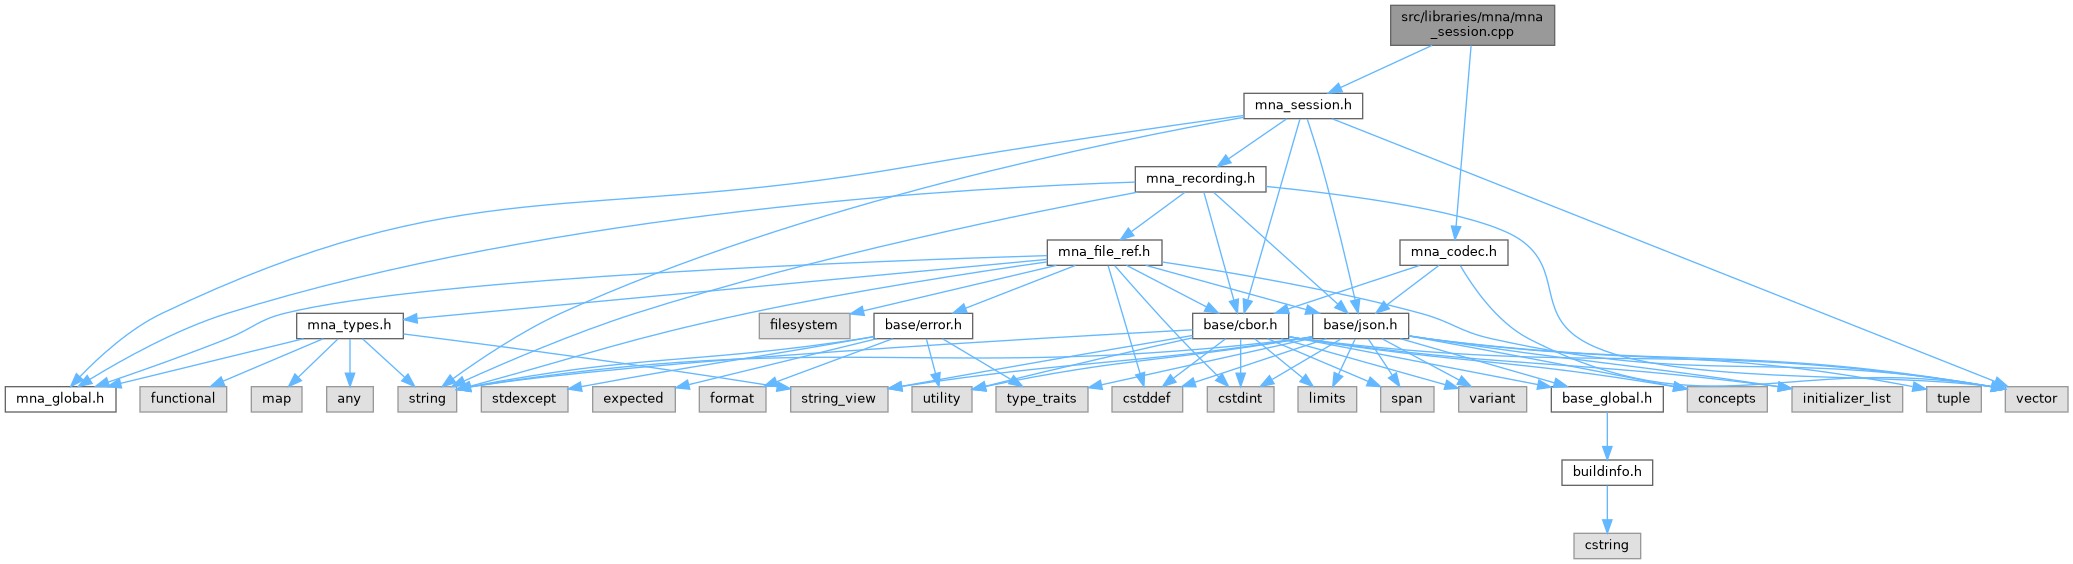 src/libraries/mna/mna
_session.cpp
mna_session.h
mna_recording.h
mna_file_ref.h
mna_codec.h
mna_types.h
filesystem
base/error.h
base/cbor.h
base/json.h
mna_global.h
functional
map
any
string
stdexcept
expected
format
string_view
utility
type_traits
cstddef
cstdint
limits
span
variant
base_global.h
concepts
initializer_list
tuple
vector
buildinfo.h
cstring